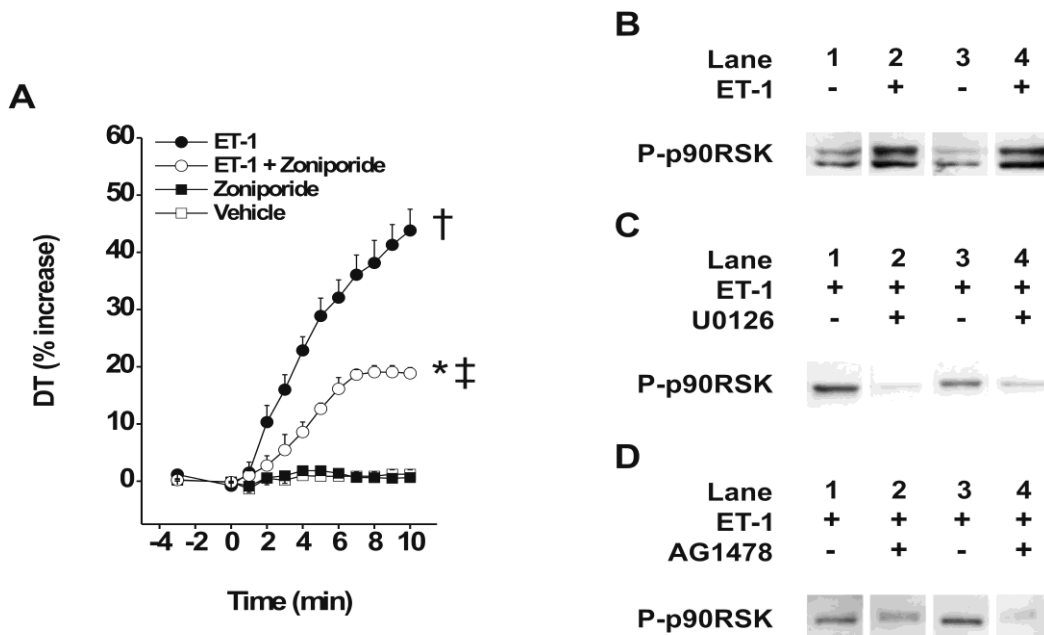 A
60
50
40
30
20
10
0
DT (% increase)
ET-1
ET-1 + Zoniporide
Zoniporide
Vehicle
†
*‡
-4 -2 0 2 4 6 8 10
Time (min)
B
Lane 1 2 3 4
ET-1 - + - +
P-p90RSK
C
Lane 1 2 3 4
ET-1 + + + +
U0126 - + - +
P-p90RSK
D
Lane 1 2 3 4
ET-1 + + + +
AG1478 - + - +
P-p90RSK